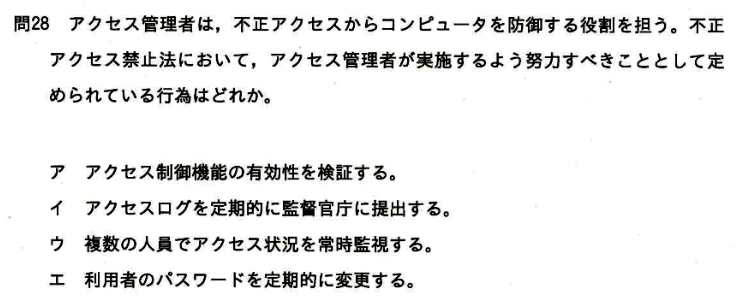 問28 アクセス管理者は，不正アクセスからコンピュータを防御する役割を担う。不正
アクセス禁止法において，アクセス管理者が実施するよう努力すべきこととして定
められている行為はどれか。
ア アクセス制御機能の有効性を検証する。
イ アクセスログを定期的に監督官庁に提出する。
ウ 複数の人員でアクセス状況を常時監視する。
エ 利用者のパスワードを定期的に変更する。